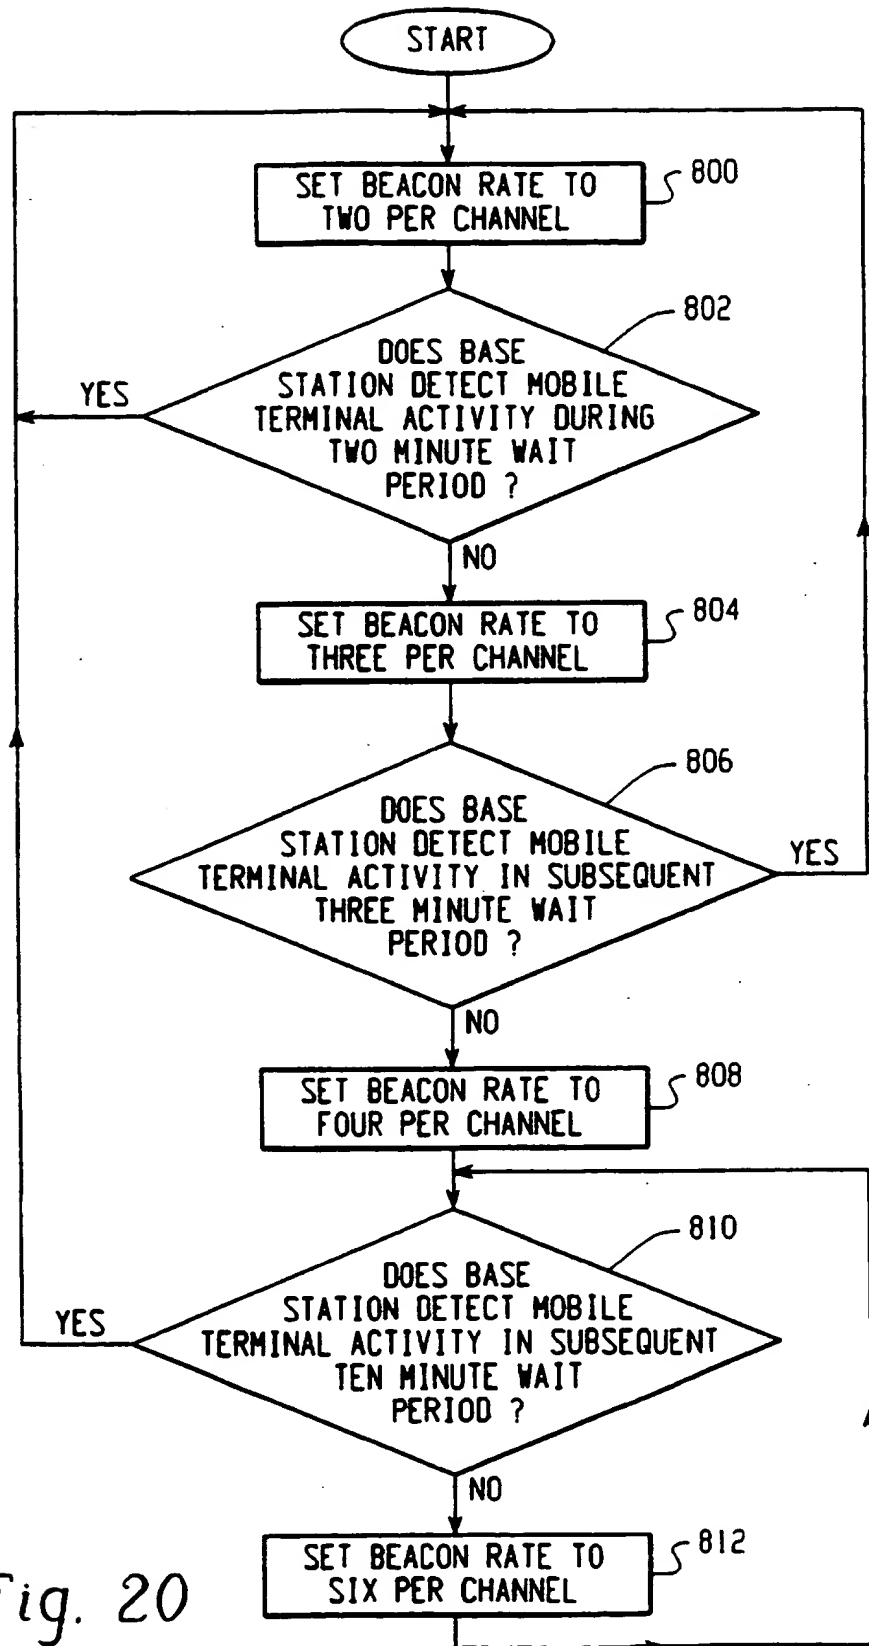 START
SET BEACON RATE TO
TWO PER CHANNEL
800
802
DOES BASE
STATION DETECT MOBILE
TERMINAL ACTIVITY DURING
TWO MINUTE WAIT
PERIOD ?
YES
NO
SET BEACON RATE TO
THREE PER CHANNEL
804
806
DOES BASE
STATION DETECT MOBILE
TERMINAL ACTIVITY IN SUBSEQUENT
THREE MINUTE WAIT
PERIOD ?
YES
NO
SET BEACON RATE TO
FOUR PER CHANNEL
808
810
DOES BASE
STATION DETECT MOBILE
TERMINAL ACTIVITY IN SUBSEQUENT
TEN MINUTE WAIT
PERIOD ?
YES
NO
SET BEACON RATE TO
SIX PER CHANNEL
812
Fig. 20